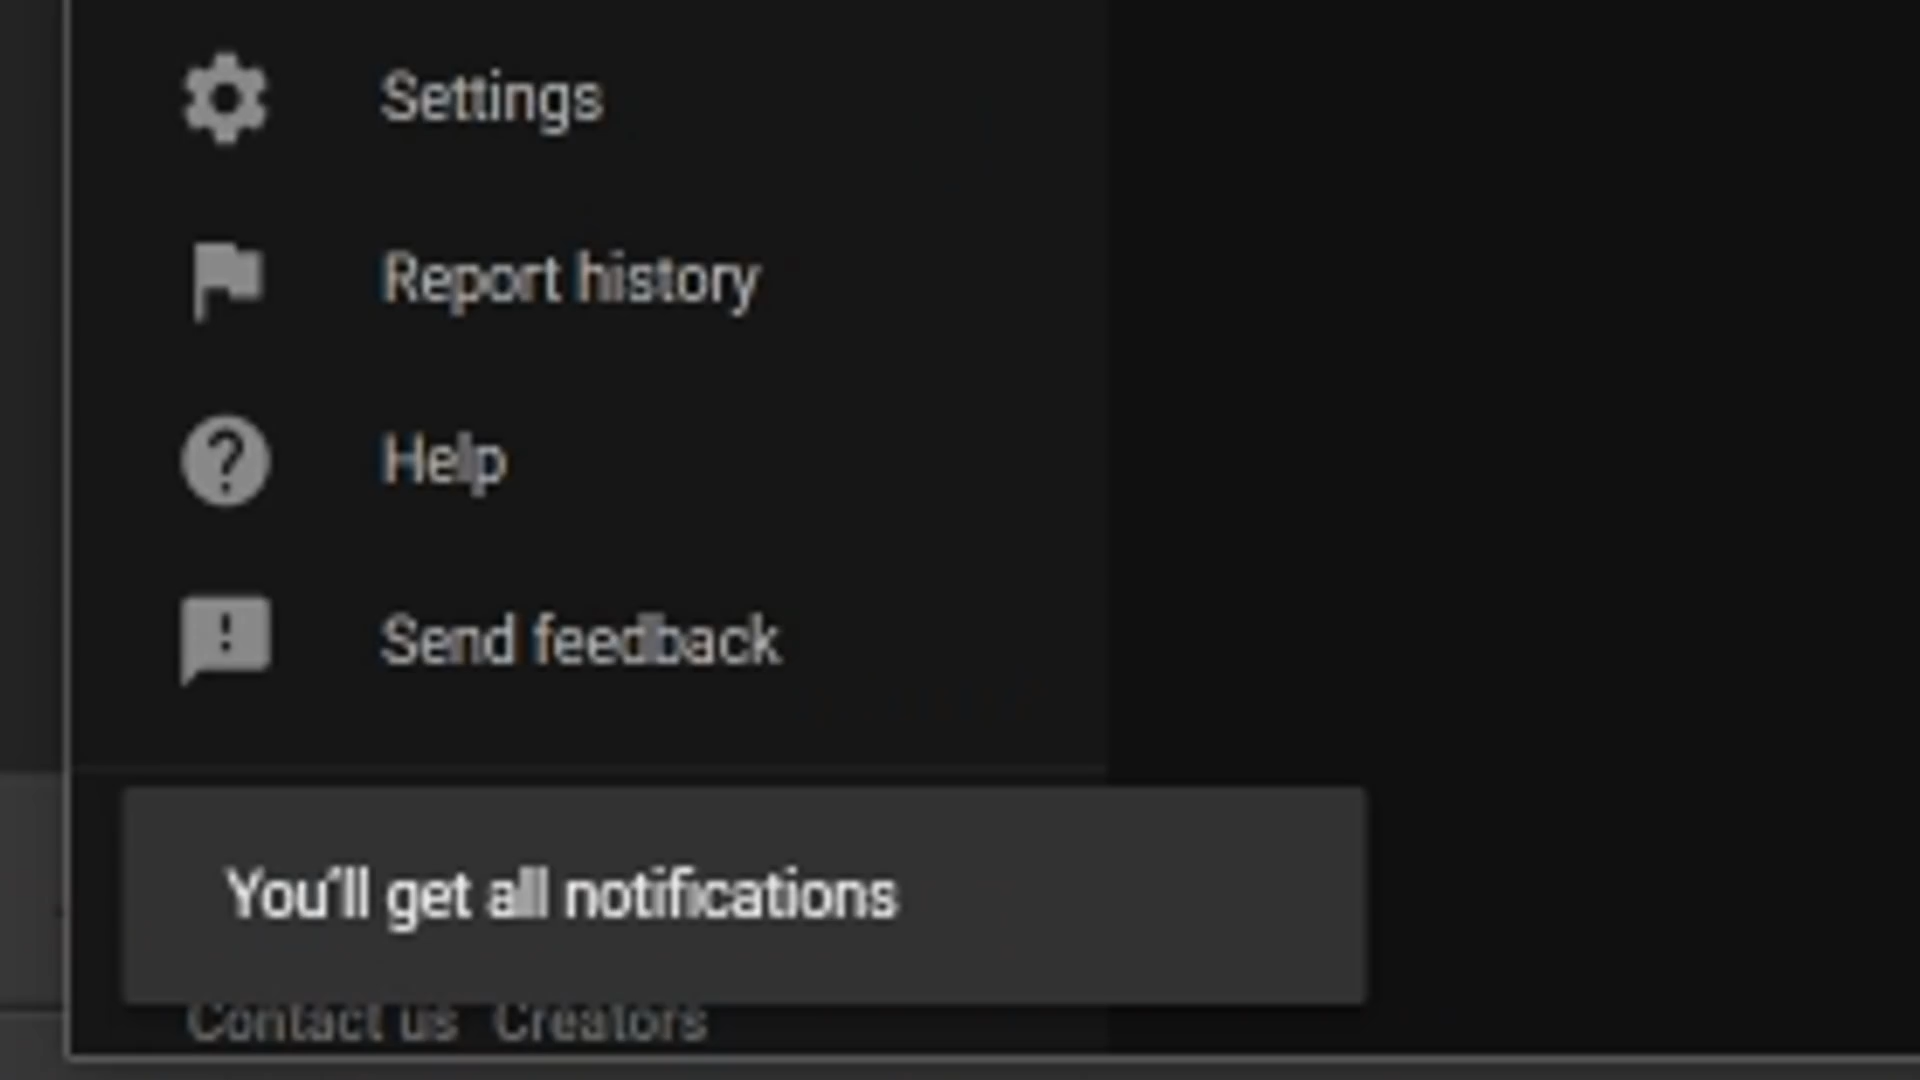 Settings
Report history
Help
Send feedback
You'll get all notifications
Contact us Creators